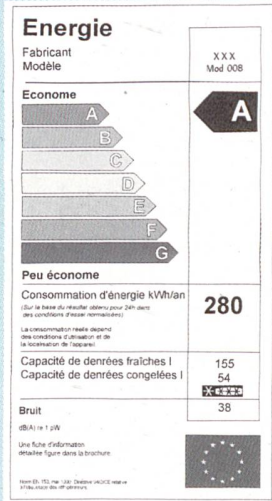 Energie
Fabricant
Modèle
XXX
Mod 008
Econome
A
A
B
C
D
E
F
G
Peu économe
Consommation d'énergie kWh/an
280
(Sur la base du résultat obtenu pour 24h dans
des conditions d'essai normalisées)
La consommation réelle dépend
des conditions d'utilisation et de
la localisation de l'appareil
Capacité de denrées fraîches l
155
Capacité de denrées congelées l
54
Bruit
38
dB(A) re 1 pW
Une fiche d'information
détaillée figure dans la brochure